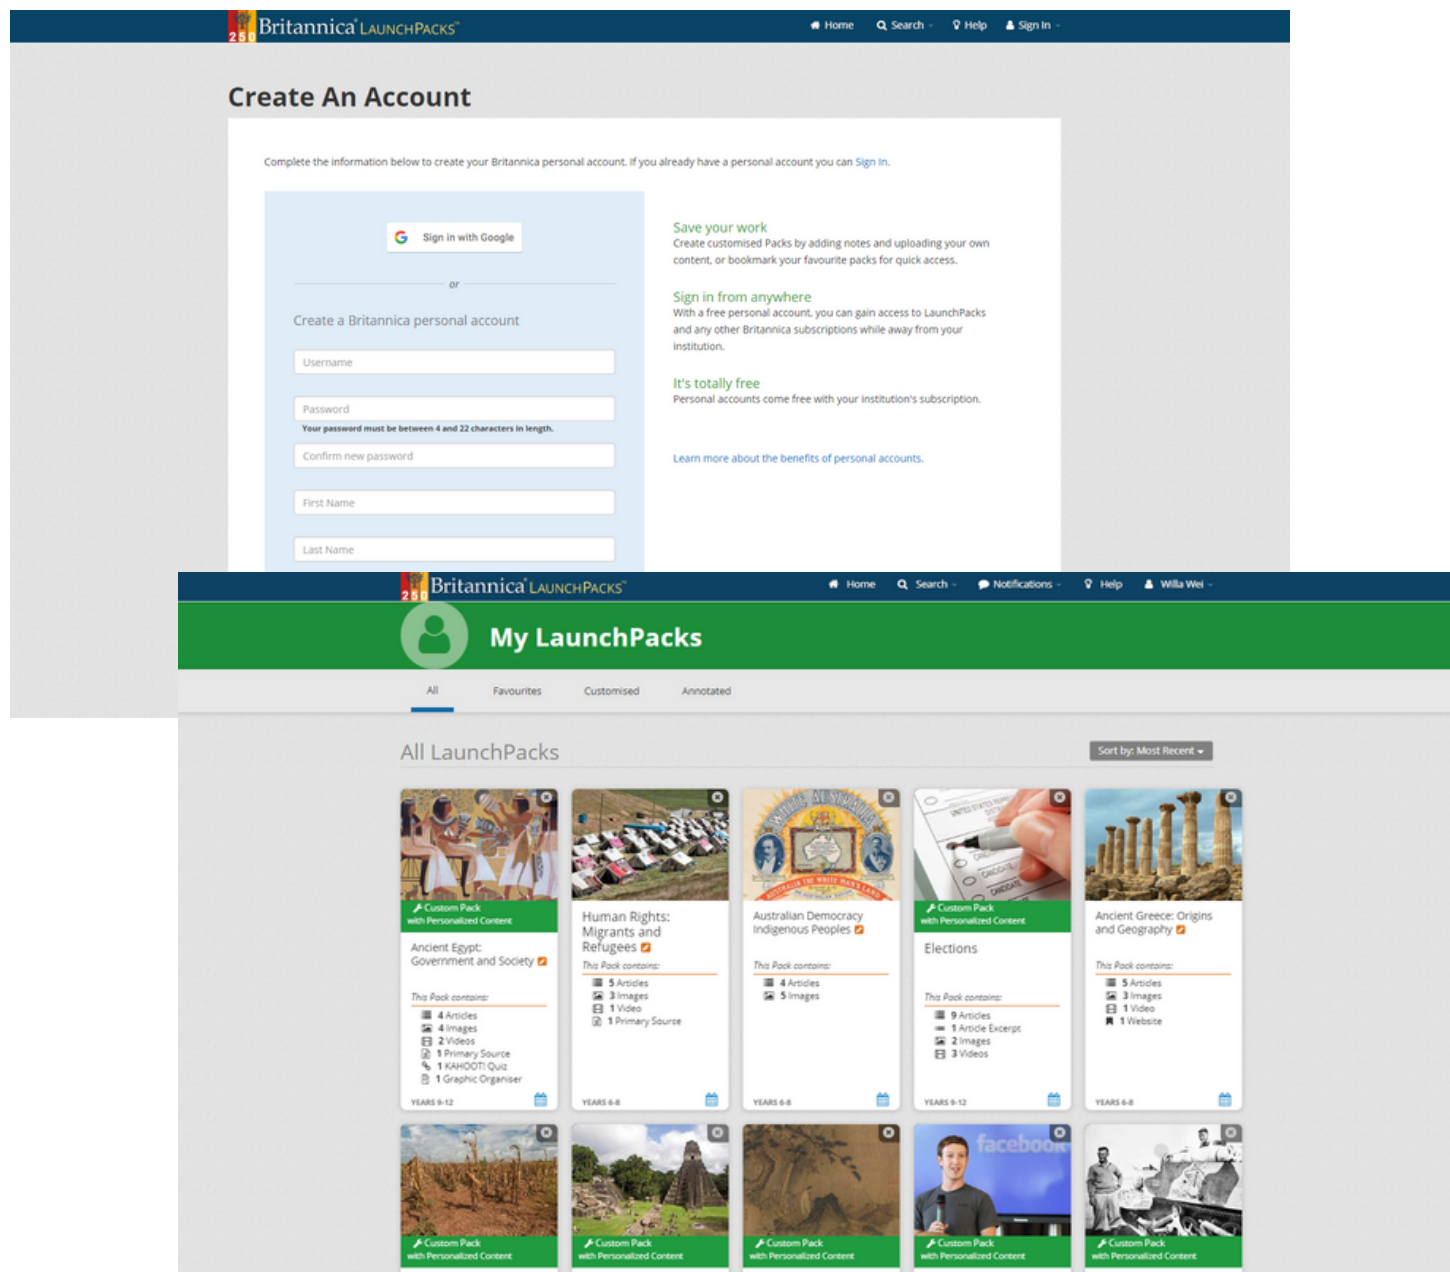 250 Britannica LAUNCHPACKS™
Home Search Help Sign In
Create An Account
Complete the information below to create your Britannica personal account. If you already have a personal account you can Sign In.
Sign in with Google
or
Create a Britannica personal account
Username
Password
Your password must be between 4 and 22 characters in length.
Confirm new password
First Name
Last Name
Save your work
Create customised Packs by adding notes and uploading your own
content, or bookmark your favourite packs for quick access.
Sign in from anywhere
With a free personal account, you can gain access to LaunchPacks
and any other Britannica subscriptions while away from your
institution.
It's totally free
Personal accounts come free with your institution's subscription.
Learn more about the benefits of personal accounts.
250 Britannica LAUNCHPACKS™
Home Search Notifications Help Willa Wei
My LaunchPacks
All Favourites Customised Annotated
All LaunchPacks
Sort by: Most Recent
Custom Pack
with Personalized Content
Ancient Egypt:
Government and Society
This Pack contains:
4 Articles
4 Images
2 Videos
1 Primary Source
1 KAHOOT! Quiz
1 Graphic Organiser
YEARS 9-12
Human Rights:
Migrants and
Refugees
This Pack contains:
5 Articles
3 Images
1 Video
1 Primary Source
YEARS 6-8
WHITE AUSTRALIA
AUSTRALIA THE WHITE MAN'S LAND
Australian Democracy
Indigenous Peoples
This Pack contains:
4 Articles
5 Images
YEARS 6-8
CANDIDATE
CANDIDATE
Custom Pack
with Personalized Content
Elections
This Pack contains:
9 Articles
1 Article Excerpt
2 Images
3 Videos
YEARS 9-12
Ancient Greece: Origins
and Geography
This Pack contains:
5 Articles
3 Images
1 Video
1 Website
YEARS 6-8
Custom Pack
with Personalized Content
Custom Pack
with Personalized Content
Custom Pack
with Personalized Content
facebook
Custom Pack
with Personalized Content
Custom Pack
with Personalized Content